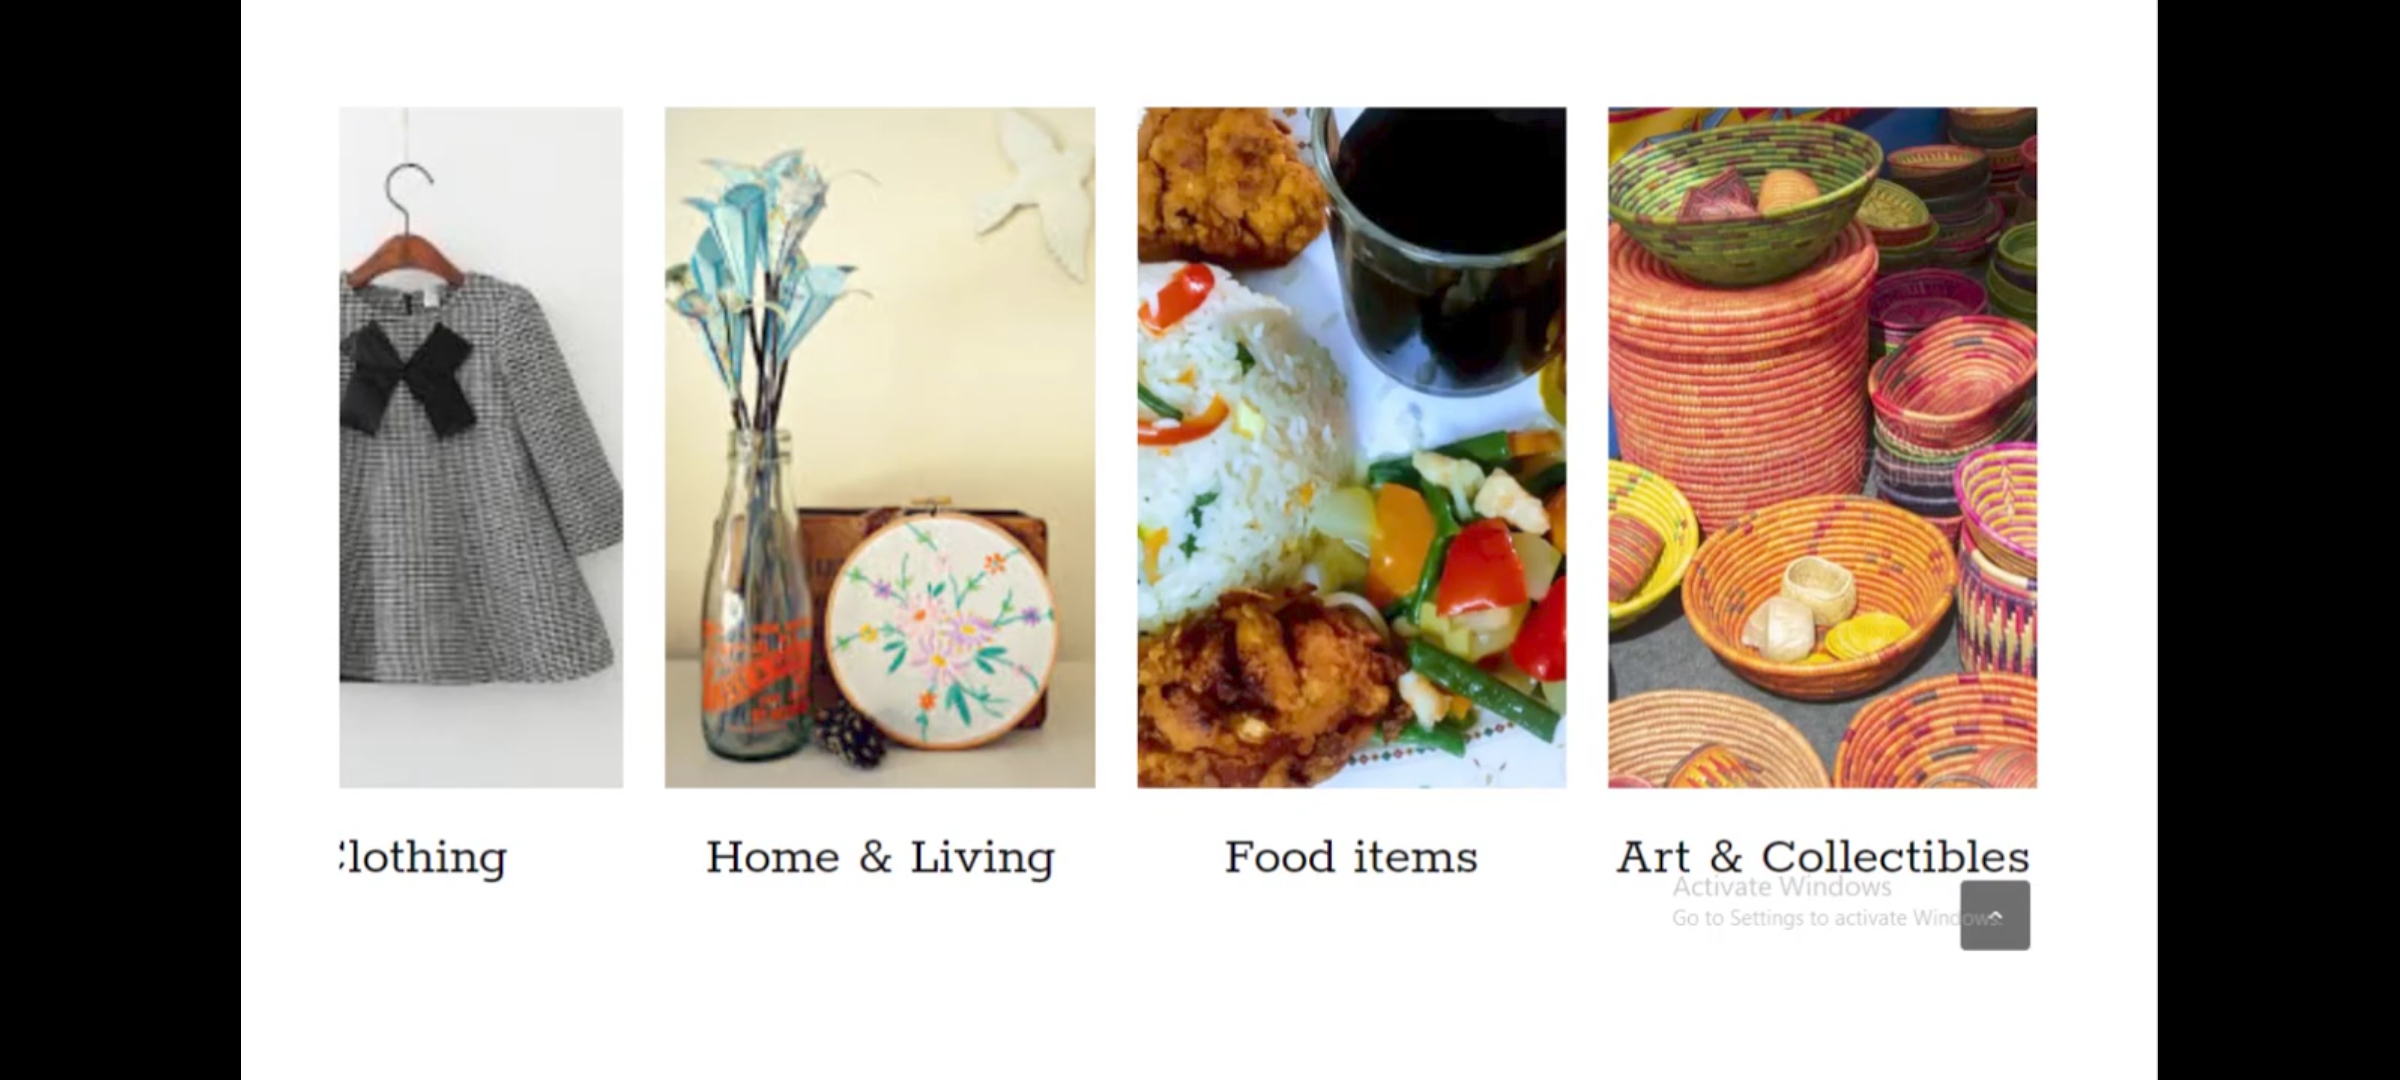 lothing
Home & Living
Food items
Art & Collectibles
Activate Windows
Go to Settings to activate Windows.